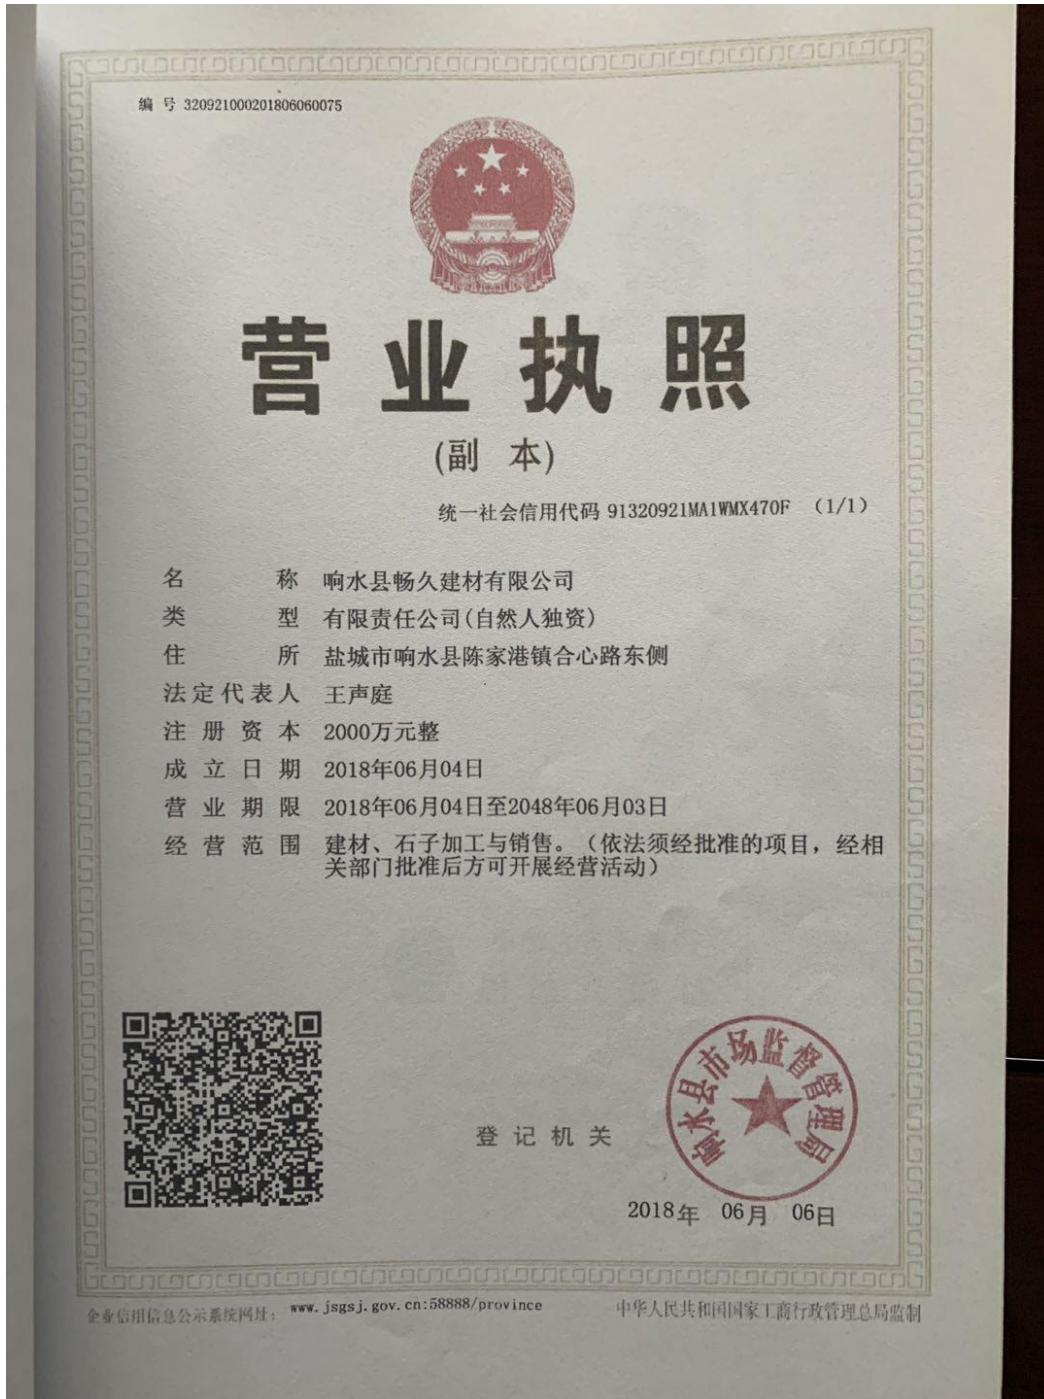 编 号 320921000201806060075
营业执照
(副 本)
统一社会信用代码 91320921MA1WMX470F (1/1)
名 称 响水县畅久建材有限公司
类 型 有限责任公司(自然人独资)
住 所 盐城市响水县陈家港镇合心路东侧
法定代表人 王声庭
注 册 资 本 2000万元整
成 立 日 期 2018年06月04日
营 业 期 限 2018年06月04日至2048年06月03日
经 营 范 围 建材、石子加工与销售。（依法须经批准的项目，经相
关部门批准后方可开展经营活动）
响水县市场监督管理局
登 记 机 关
2018年 06月 06日
企业信用信息公示系统网址： www.jsgsj.gov.cn:58888/province
中华人民共和国国家工商行政管理总局监制